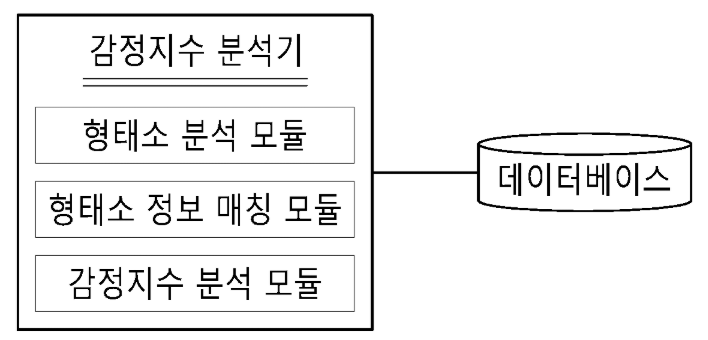 감정지수 분석기
형태소 분석 모듈
형태소 정보 매칭 모듈
감정지수 분석 모듈
데이터베이스